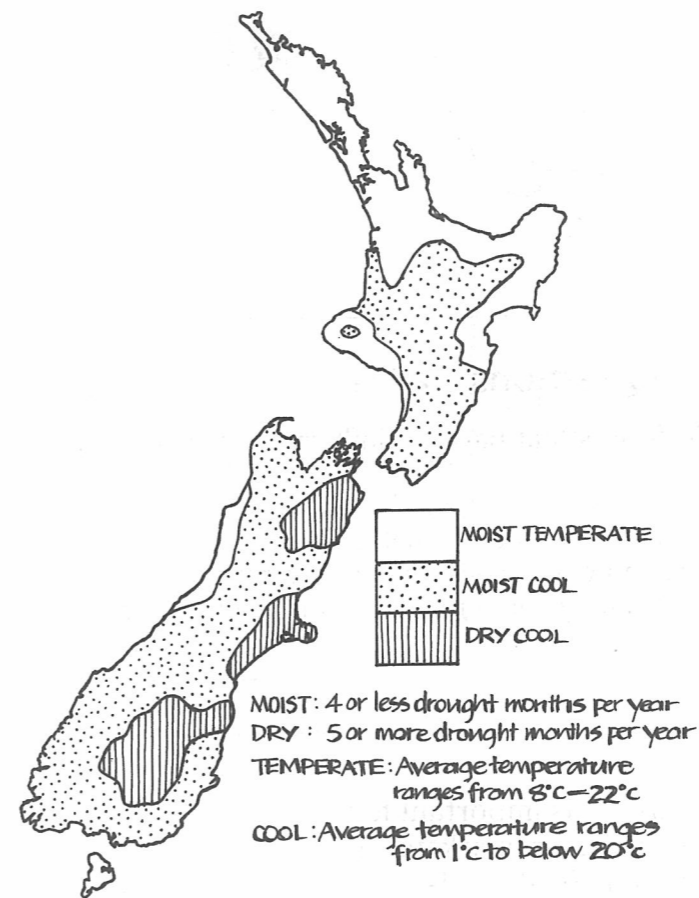 MOIST TEMPERATE
MOIST COOL
DRY COOL
MOIST: 4 or less drought months per year
DRY : 5 or more drought months per year
TEMPERATE: Average temperature
ranges from 8°C–22°C
COOL: Average temperature ranges
from 1°C to below 20°C